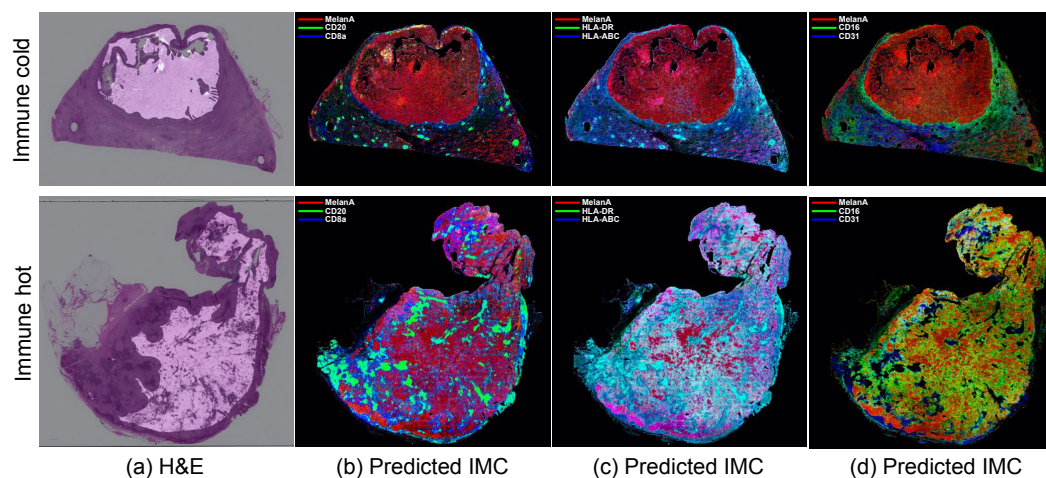 Immune cold
MelanA
CD20
CD8a
MelanA
HLA-DR
HLA-ABC
MelanA
CD16
CD31
Immune hot
MelanA
CD20
CD8a
MelanA
HLA-DR
HLA-ABC
MelanA
CD16
CD31
(a) H&E
(b) Predicted IMC
(c) Predicted IMC
(d) Predicted IMC